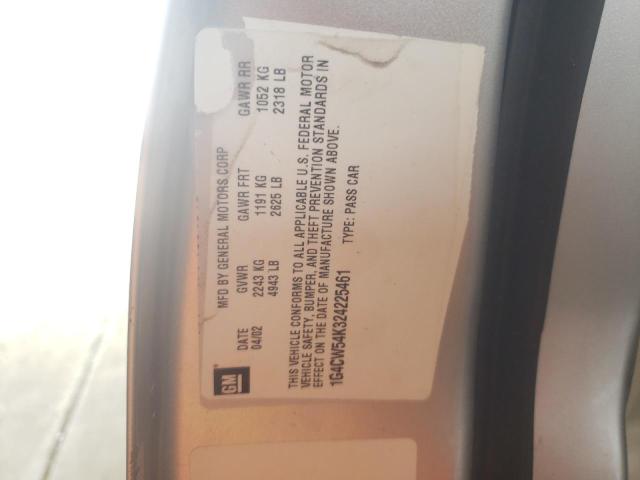 GM
MFD BY GENERAL MOTORS CORP
DATE GVWR GAWR FRT GAWR RR
04/02 2243 KG 1191 KG 1052 KG
4943 LB 2625 LB 2318 LB
THIS VEHICLE CONFORMS TO ALL APPLICABLE U.S. FEDERAL MOTOR
VEHICLE SAFETY, BUMPER, AND THEFT PREVENTION STANDARDS IN
EFFECT ON THE DATE OF MANUFACTURE SHOWN ABOVE.
1G4CW54K324225461 TYPE: PASS CAR